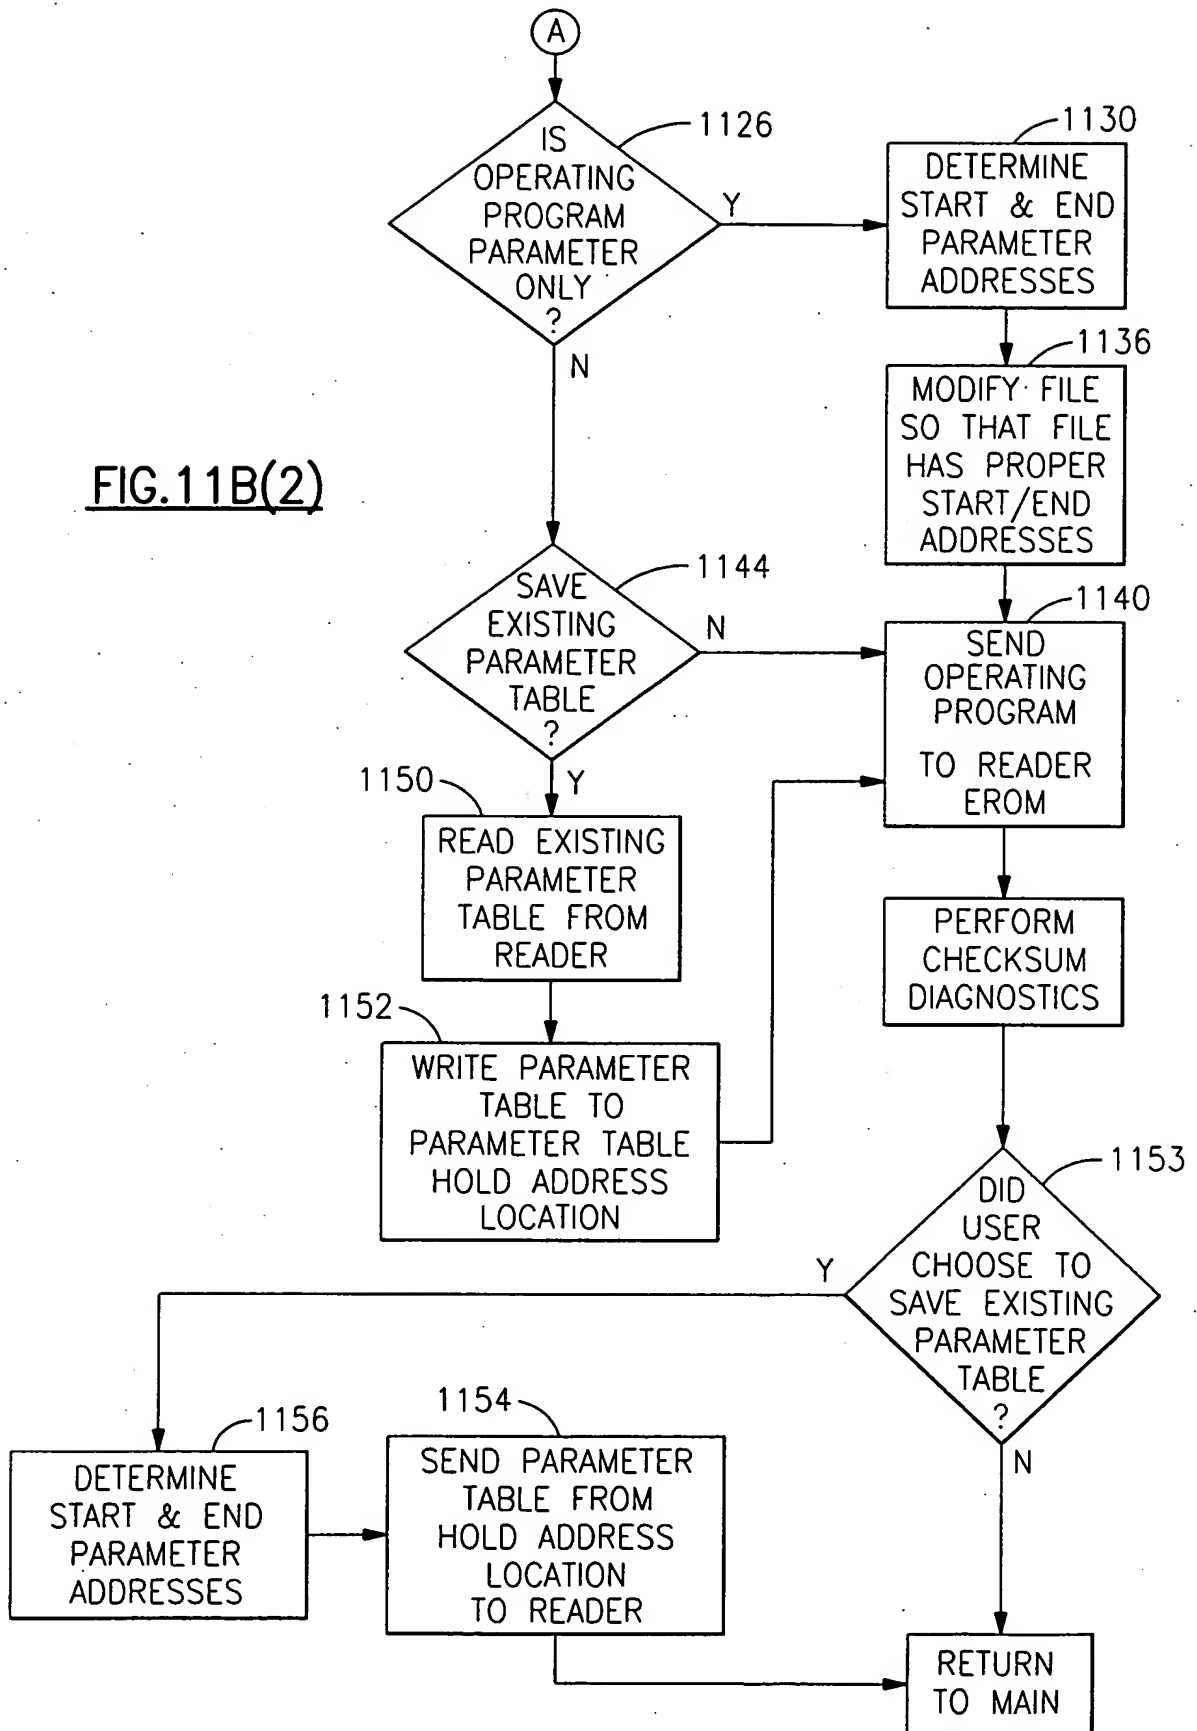 A
IS
OPERATING
PROGRAM
PARAMETER
ONLY
?
1126
Y
N
1130
DETERMINE
START & END
PARAMETER
ADDRESSES
1136
MODIFY FILE
SO THAT FILE
HAS PROPER
START/END
ADDRESSES
FIG.11B(2)
1144
SAVE
EXISTING
PARAMETER
TABLE
?
N
Y
1140
SEND
OPERATING
PROGRAM
TO READER
EROM
1150
READ EXISTING
PARAMETER
TABLE FROM
READER
PERFORM
CHECKSUM
DIAGNOSTICS
1152
WRITE PARAMETER
TABLE TO
PARAMETER TABLE
HOLD ADDRESS
LOCATION
1153
DID
USER
CHOOSE TO
SAVE EXISTING
PARAMETER
TABLE
?
Y
N
1156
DETERMINE
START & END
PARAMETER
ADDRESSES
1154
SEND PARAMETER
TABLE FROM
HOLD ADDRESS
LOCATION
TO READER
RETURN
TO MAIN